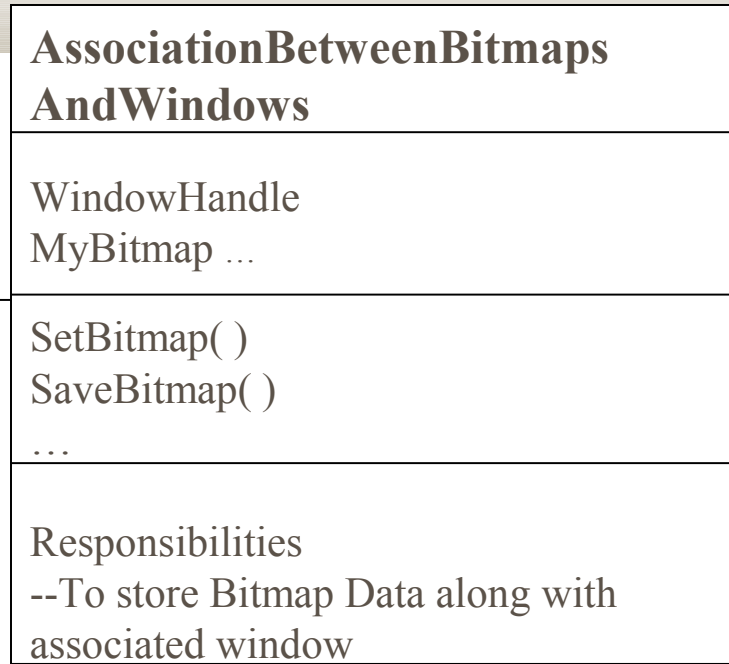 AssociationBetweenBitmaps
AndWindows
WindowHandle
MyBitmap ...
SetBitmap( )
SaveBitmap( )
…
Responsibilities
--To store Bitmap Data along with
associated window